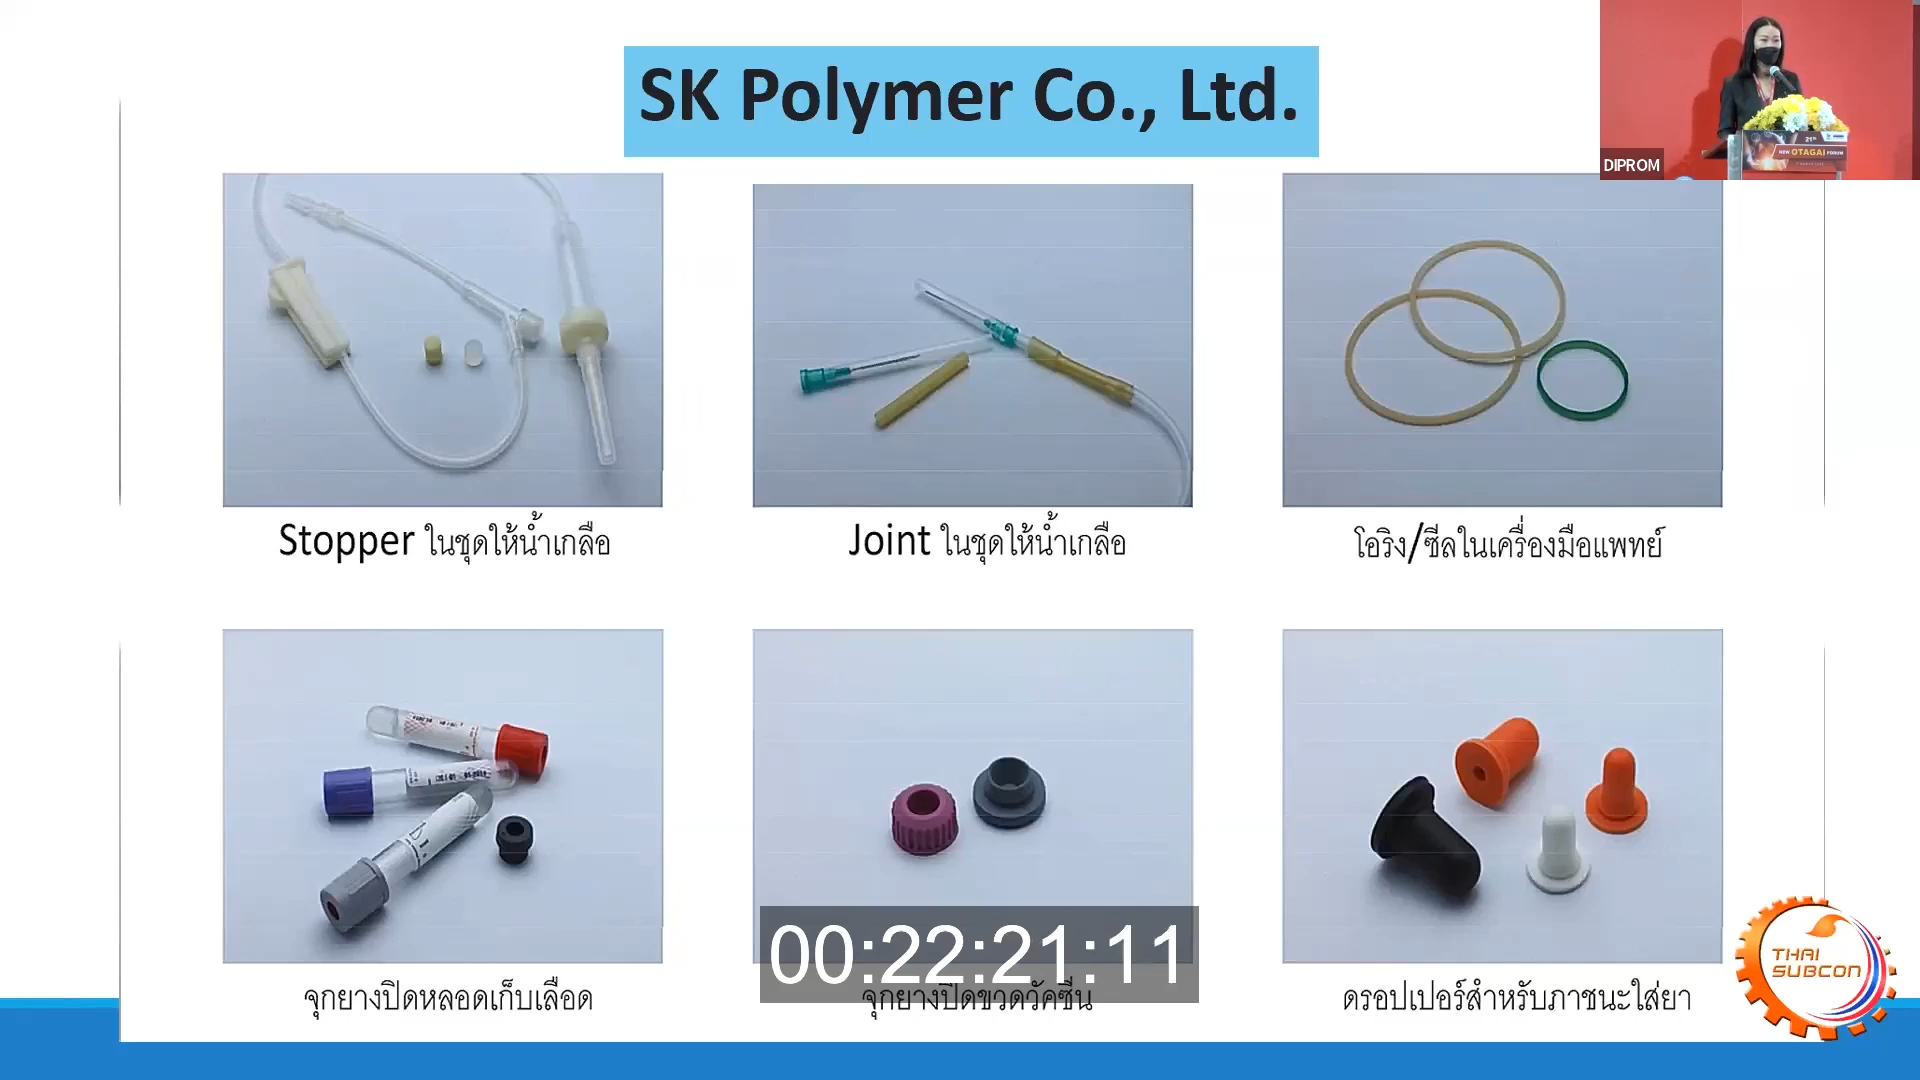 SK Polymer Co., Ltd.
DIPROM
21st
NEW OTAGAI FORUM
Stopper ในชุดให้น้ำเกลือ
Joint ในชุดให้น้ำเกลือ
โอริง/ซีลในเครื่องมือแพทย์
00:22:21:11
จุกยางปิดหลอดเก็บเลือด
จุกยางปิดขวดวัคซีน
ดรอปเปอร์สำหรับภาชนะใส่ยา
THAI
SUBCON